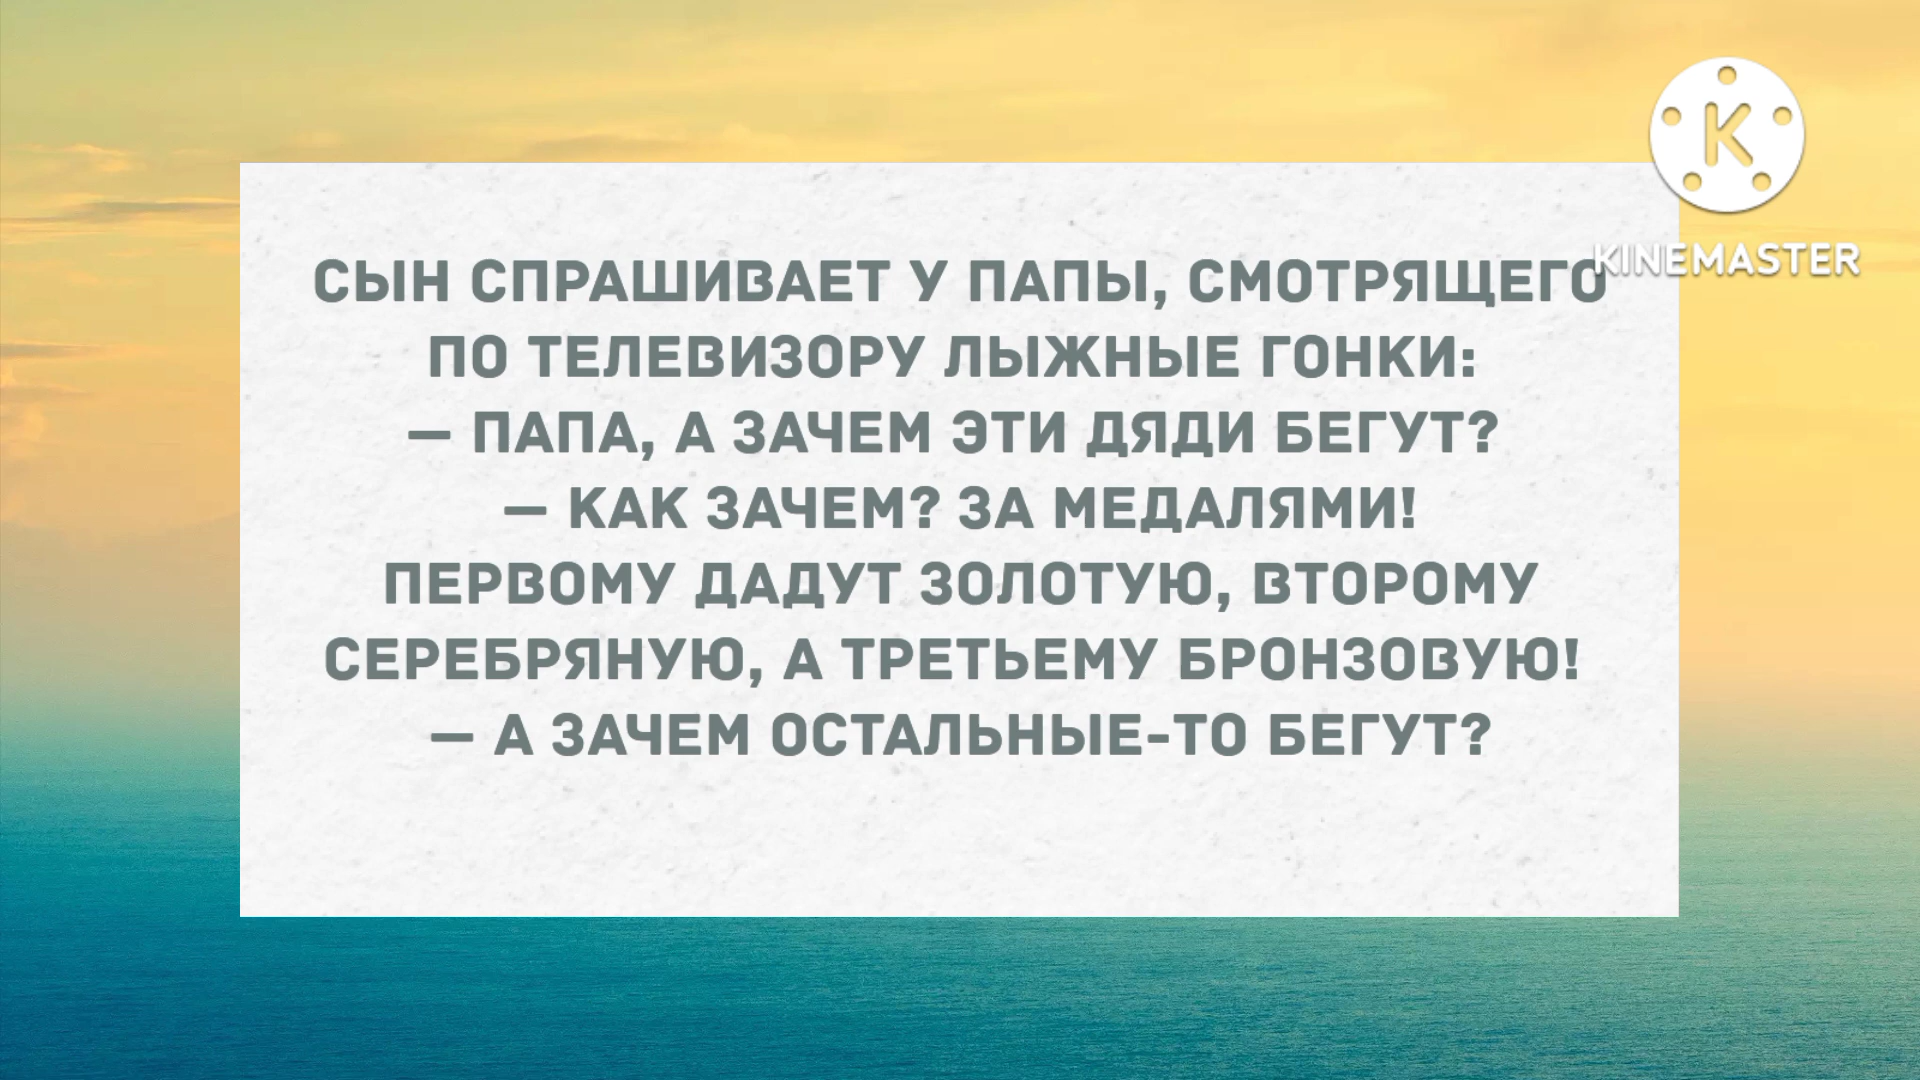 СЫН СПРАШИВАЕТ У ПАПЫ, СМОТРЯЩЕГО
ПО ТЕЛЕВИЗОРУ ЛЫЖНЫЕ ГОНКИ:
— ПАПА, А ЗАЧЕМ ЭТИ ДЯДИ БЕГУТ?
— КАК ЗАЧЕМ? ЗА МЕДАЛЯМИ!
ПЕРВОМУ ДАДУТ ЗОЛОТУЮ, ВТОРОМУ
СЕРЕБРЯНУЮ, А ТРЕТЬЕМУ БРОНЗОВУЮ!
— А ЗАЧЕМ ОСТАЛЬНЫЕ-ТО БЕГУТ?
K
KINEMASTER